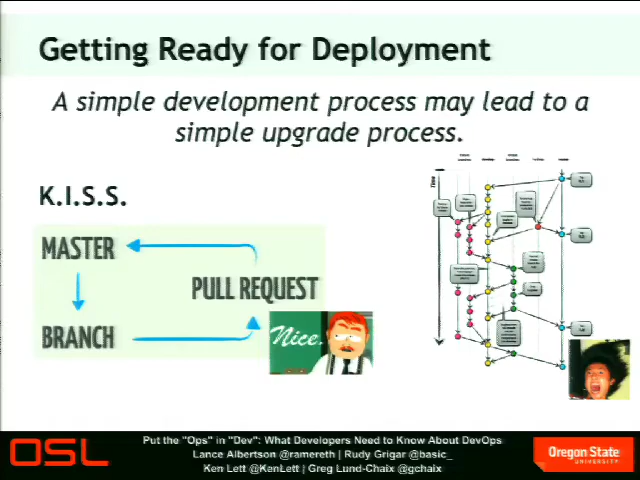 Getting Ready for Deployment
A simple development process may lead to a
simple upgrade process.
K.I.S.S.
MASTER
PULL REQUEST
BRANCH
Nice.
Time
OSL
Put the "Ops" in "Dev": What Developers Need to Know About DevOps
Lance Albertson @ramereth | Rudy Grigar @basic_
Ken Lett @KenLett | Greg Lund-Chaix @gchaix
Oregon State
UNIVERSITY